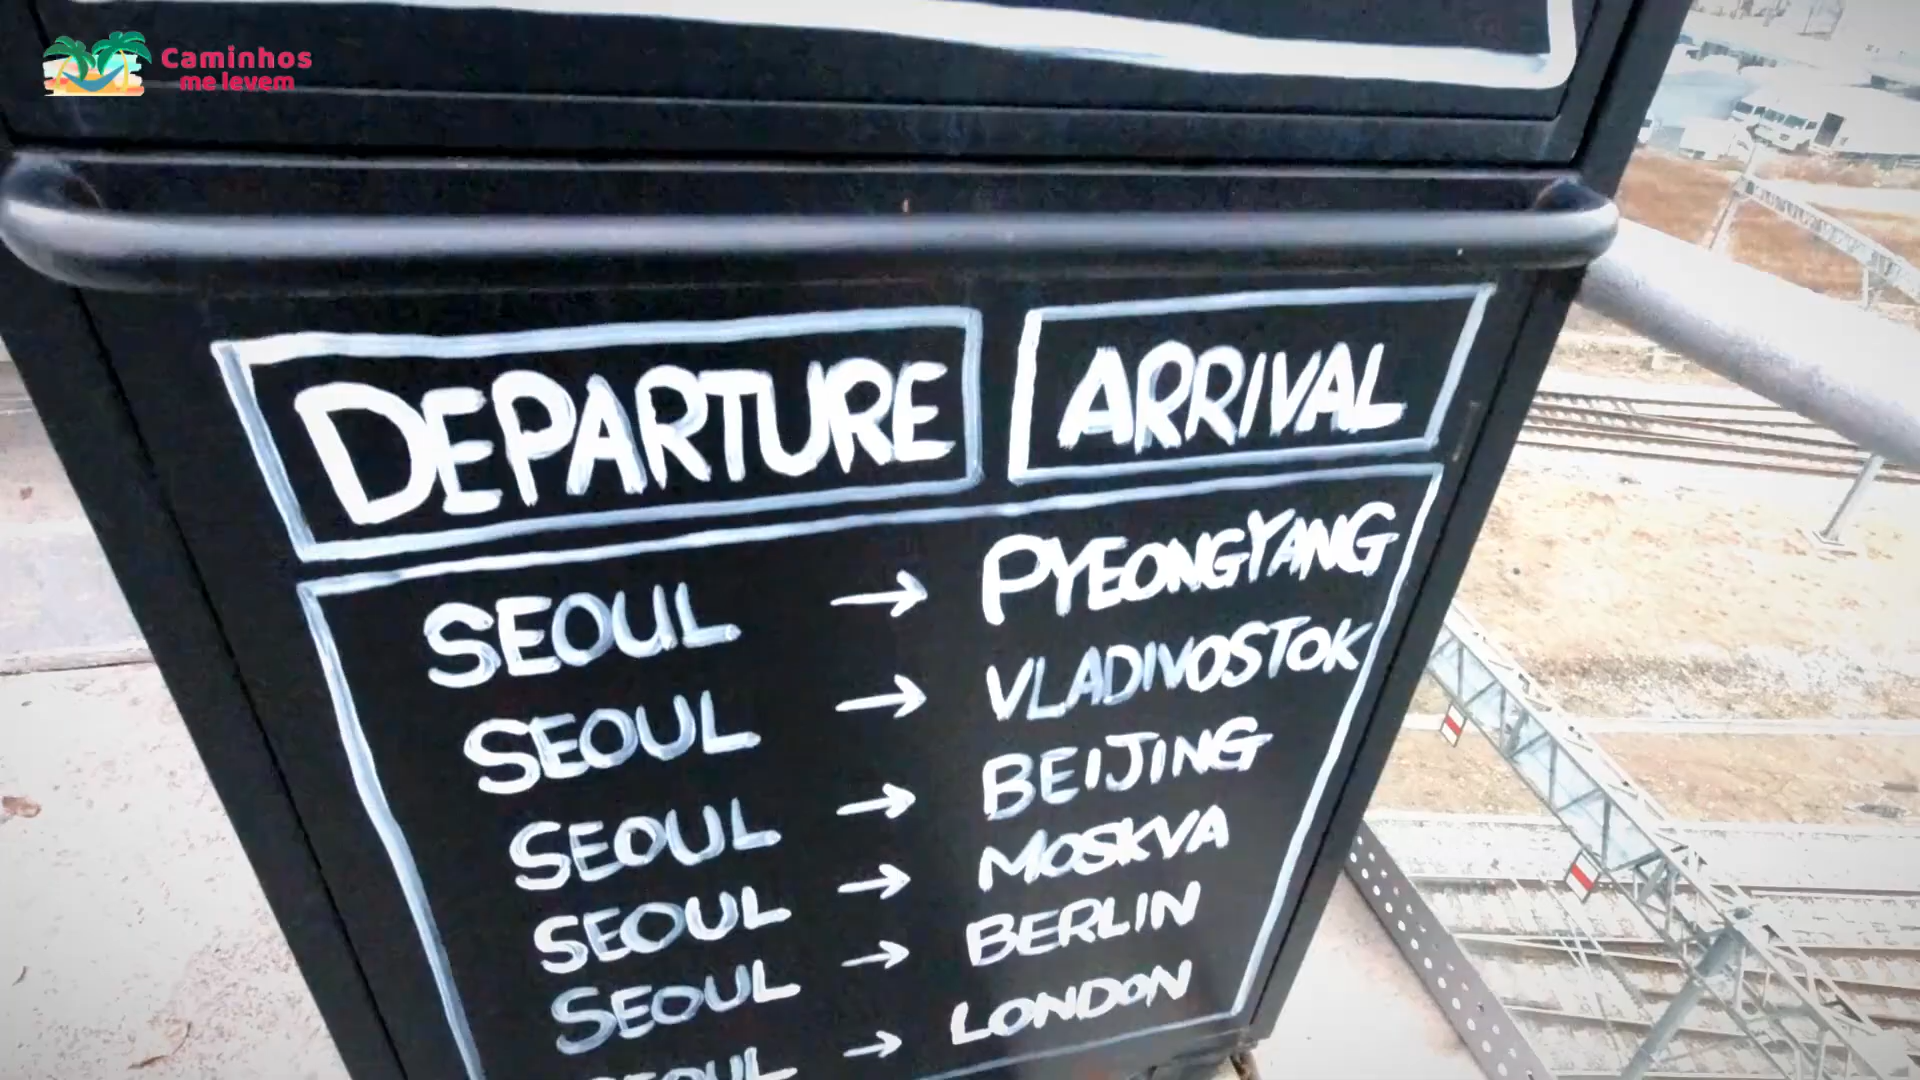 Caminhos
me levem
DEPARTURE ARRIVAL
SEOUL → PYEONGYANG
SEOUL → VLADIVOSTOK
SEOUL → BEIJING
SEOUL → MOSKVA
SEOUL → BERLIN
SEOUL → LONDON